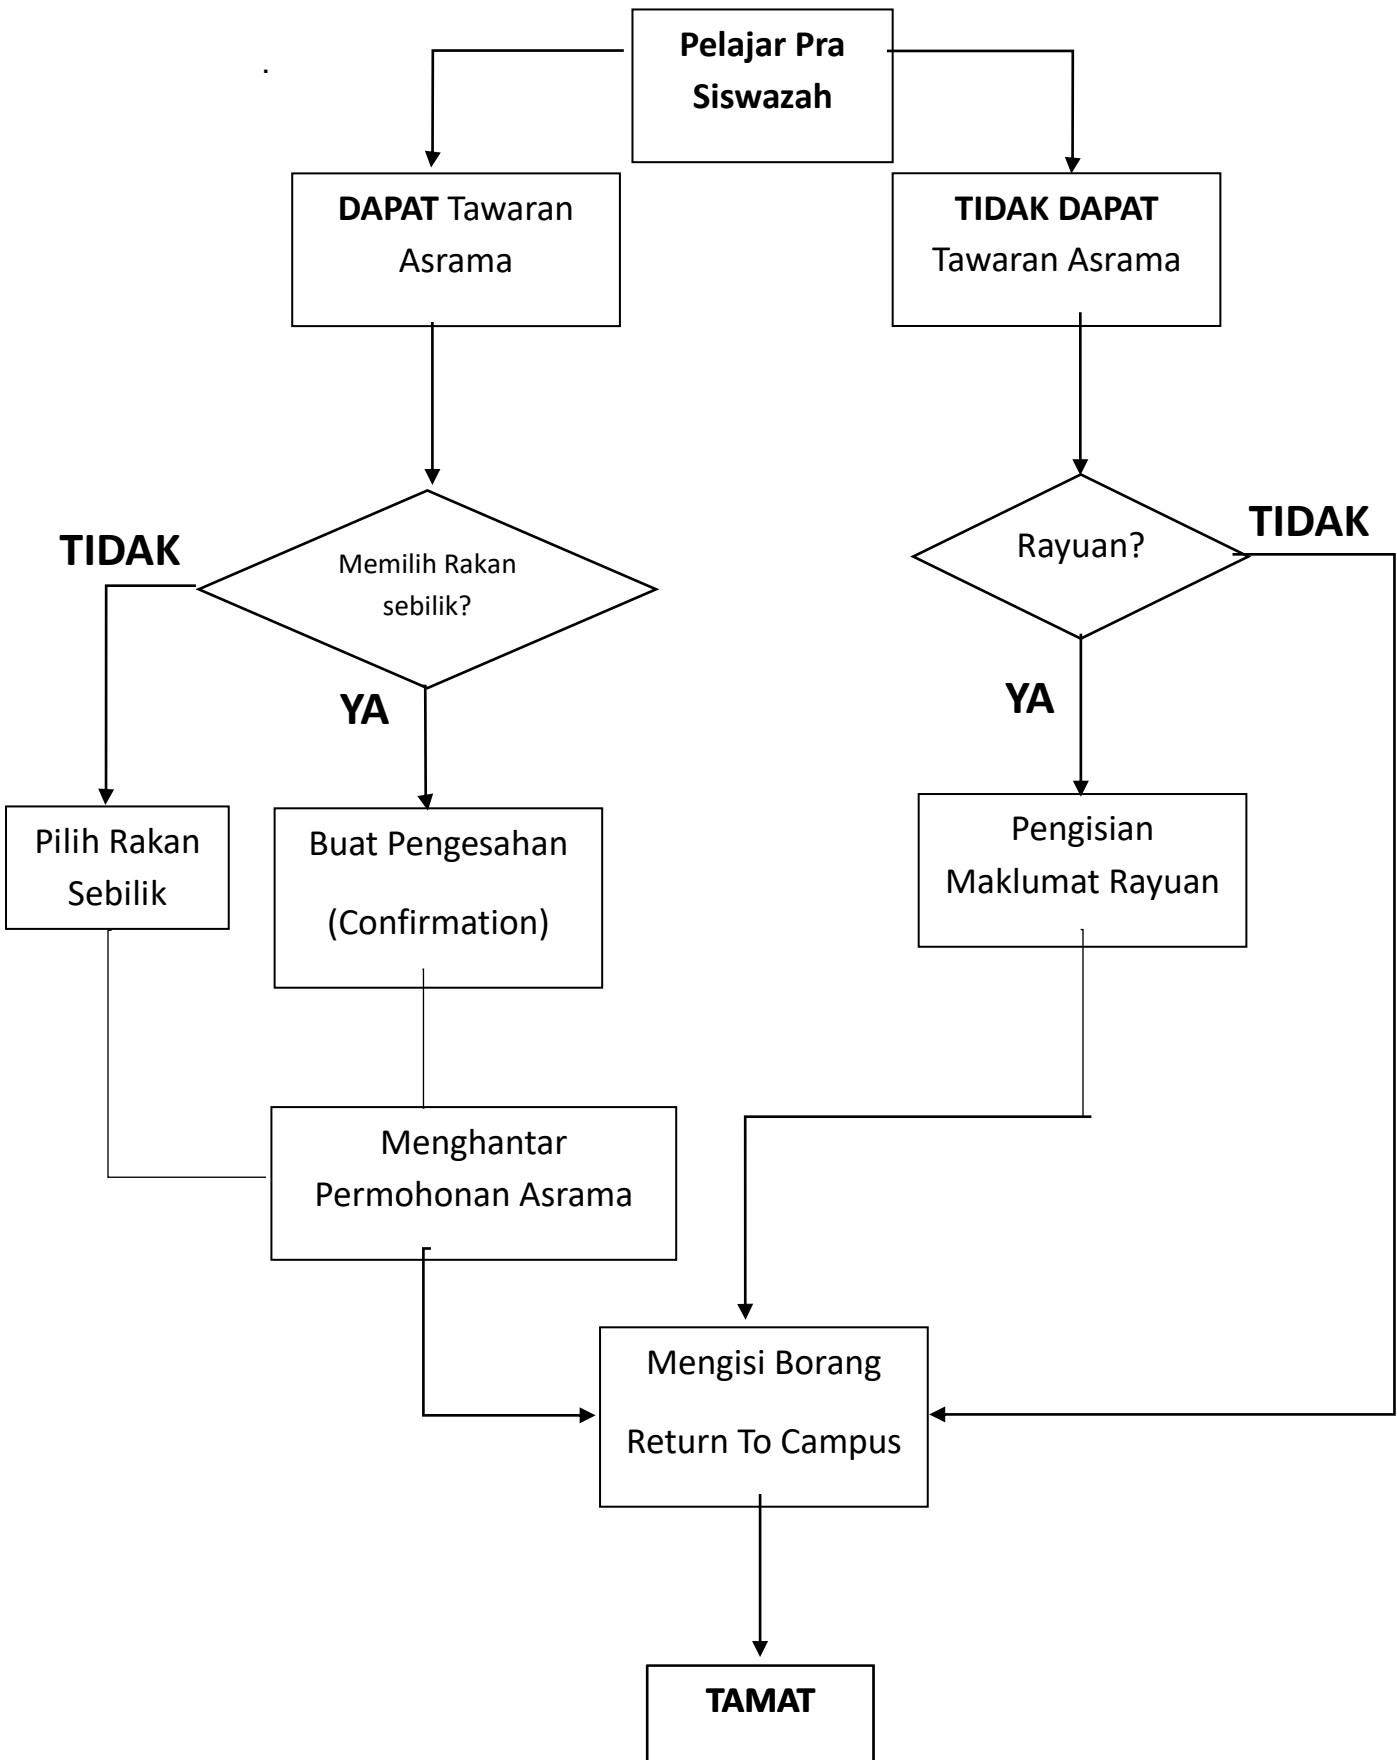 Pelajar Pra
Siswazah
.
DAPAT Tawaran
Asrama
TIDAK DAPAT
Tawaran Asrama
TIDAK
Memilih Rakan
sebilik?
YA
Rayuan?
TIDAK
YA
Pilih Rakan
Sebilik
Buat Pengesahan
(Confirmation)
Pengisian
Maklumat Rayuan
Menghantar
Permohonan Asrama
Mengisi Borang
Return To Campus
TAMAT